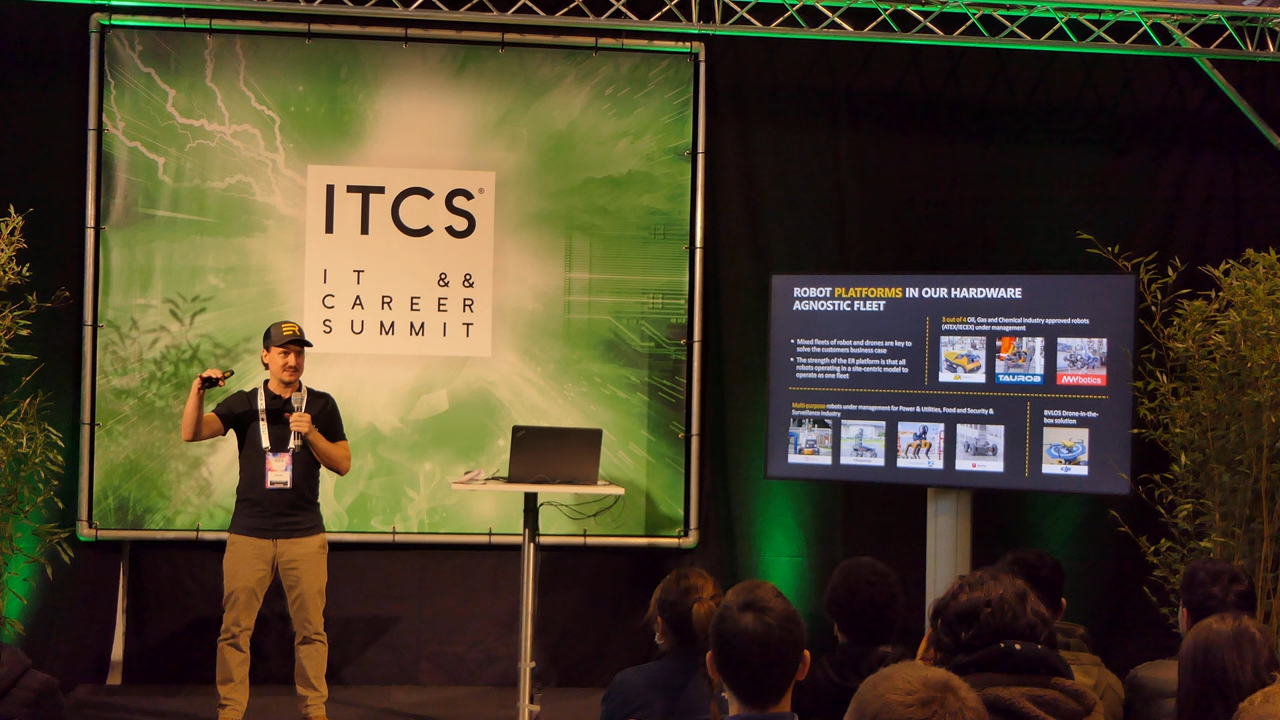 ITCS®
IT &&
CAREER
SUMMIT
ROBOT PLATFORMS IN OUR HARDWARE
AGNOSTIC FLEET
3 out of 4 Oil, Gas and Chemical industry approved robots
(ATEX/IECEX) under management
Mixed fleets of robot and drones are key to
solve the customers business case
The strength of the ER platform is that all
robots operating in a site-centric model to
operate as one fleet
TAUROB
botics
Multi-purpose robots under management for Power & Utilities, Food and Security &
Surveillance Industry
BVLOS Drone-in-the-
box solution
dji